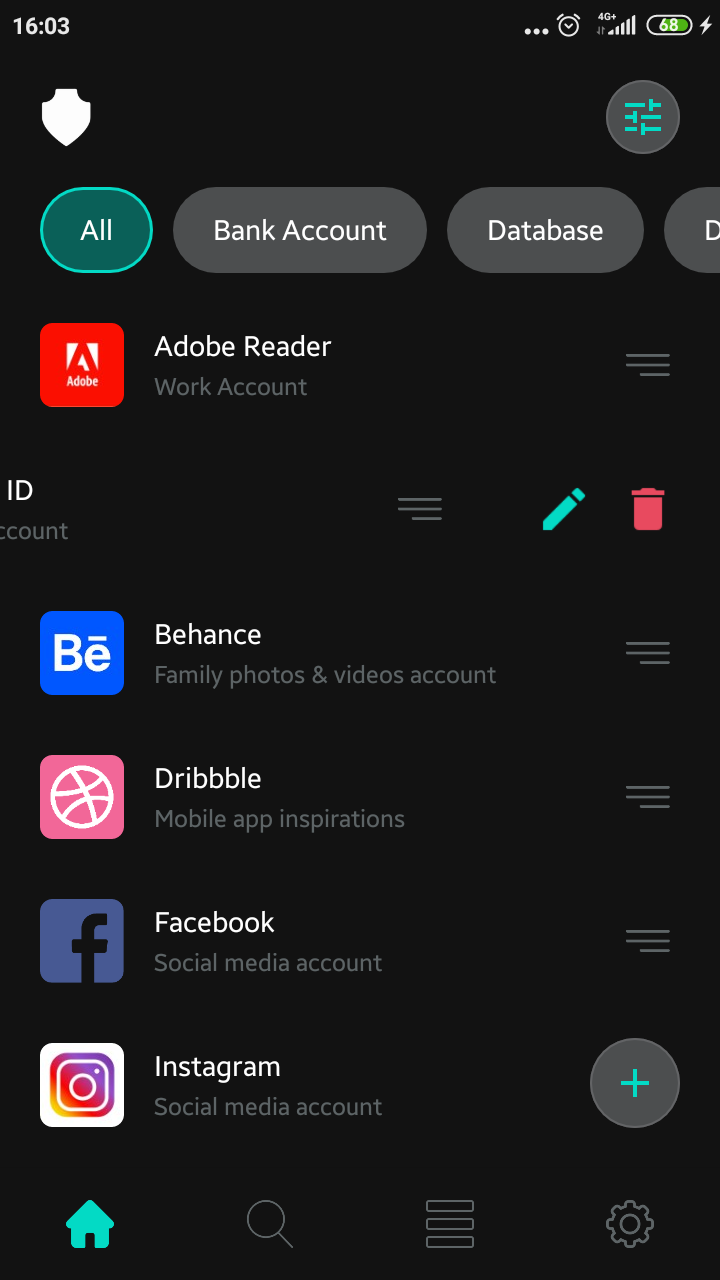 16:03
4G+
68
All
Bank Account
Database
D
Adobe
Adobe Reader
Work Account
ID
ccount
Bē
Behance
Family photos & videos account
Dribbble
Mobile app inspirations
Facebook
Social media account
Instagram
Social media account